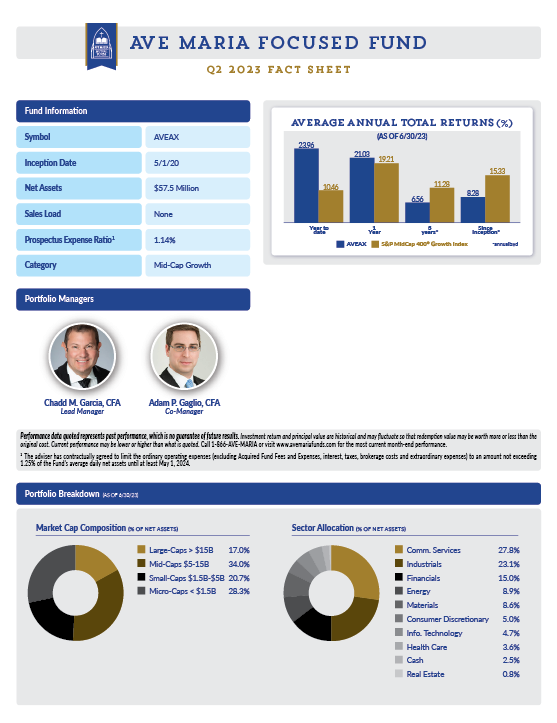 AVE MARIA FOCUSED FUND
Q2 2023 FACT SHEET
Fund Information
Symbol AVEAX
Inception Date 5/1/20
Net Assets $57.5 Million
Sales Load None
Prospectus Expense Ratio¹ 1.14%
Category Mid-Cap Growth
AVERAGE ANNUAL TOTAL RETURNS (%)
(AS OF 6/30/23)
23.96 10.46 21.03 19.21 6.56 11.23 8.28 15.33
Year to date
1 Year
years*
Since Inception*
AVEAX S&P MidCap 400® Growth Index *annualized
Portfolio Managers
Chadd M. Garcia, CFA
Lead Manager
Adam P. Gaglio, CFA
Co-Manager
Performance data quoted represents past performance, which is no guarantee of future results. Investment return and principal value are historical and may fluctuate so that redemption value may be worth more or less than the
original cost. Current performance may be lower or higher than what is quoted. Call 1-866-AVE-MARIA or visit www.avemariafunds.com for the most current month-end performance.
¹ The adviser has contractually agreed to limit the ordinary operating expenses (excluding Acquired Fund Fees and Expenses, interest, taxes, brokerage costs and extraordinary expenses) to an amount not exceeding
1.25% of the Fund's average daily net assets until at least May 1, 2024.
Portfolio Breakdown (AS OF 6/30/23)
Market Cap Composition (% OF NET ASSETS)
Large-Caps > $15B 17.0%
Mid-Caps $5-15B 34.0%
Small-Caps $1.5B-$5B 20.7%
Micro-Caps < $1.5B 28.3%
Sector Allocation (% OF NET ASSETS)
Comm. Services 27.8%
Industrials 23.1%
Financials 15.0%
Energy 8.9%
Materials 8.6%
Consumer Discretionary 5.0%
Info. Technology 4.7%
Health Care 3.6%
Cash 2.5%
Real Estate 0.8%